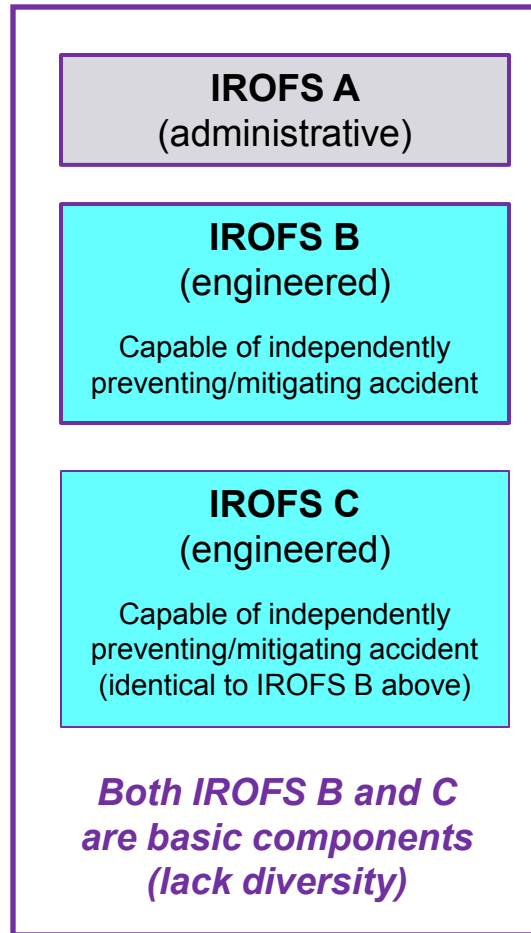 IROFS A
(administrative)
IROFS B
(engineered)
Capable of independently
preventing/mitigating accident
IROFS C
(engineered)
Capable of independently
preventing/mitigating accident
(identical to IROFS B above)
Both IROFS B and C
are basic components
(lack diversity)